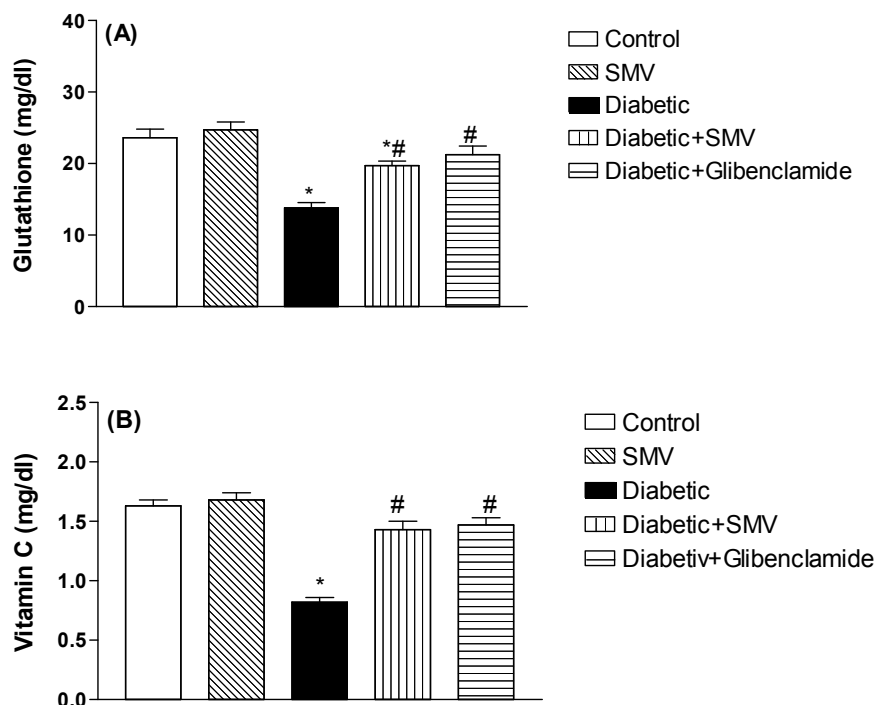 (A)
40
30
20
10
0
Glutathione (mg/dl)
*
*#
#
Control
SMV
Diabetic
Diabetic+SMV
Diabetic+Glibenclamide
(B)
2.5
2.0
1.5
1.0
0.5
0.0
Vitamin C (mg/dl)
*
#
#
Control
SMV
Diabetic
Diabetic+SMV
Diabetiv+Glibenclamide